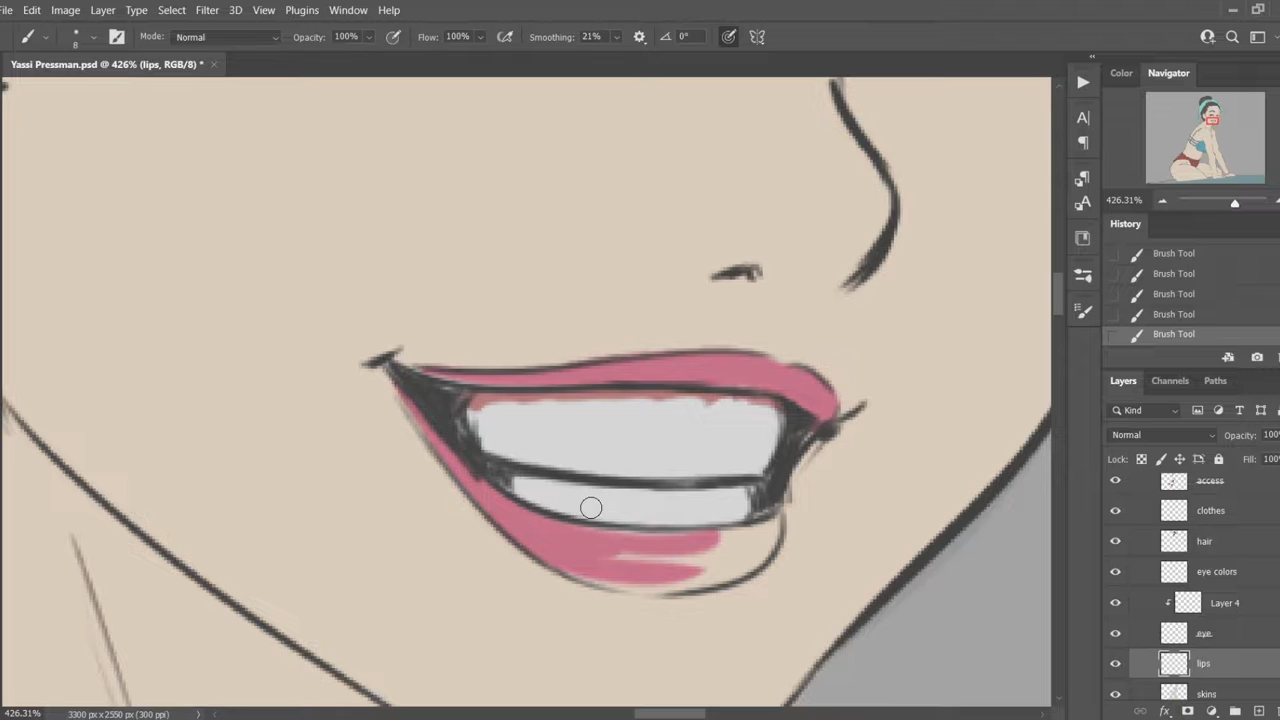 File Edit Image Layer Type Select Filter 3D View Plugins Window Help
8 Mode: Normal Opacity: 100% Flow: 100% Smoothing: 21% 0°
Yassi Pressman.psd @ 426% (lips, RGB/8) *
Color Navigator
426.31%
History
Brush Tool
Brush Tool
Brush Tool
Brush Tool
Brush Tool
Layers Channels Paths
Kind
Normal Opacity: 100%
Lock: Fill: 100%
access
clothes
hair
eye colors
Layer 4
eye
lips
skins
426.31% 3300 px x 2550 px (300 ppi)